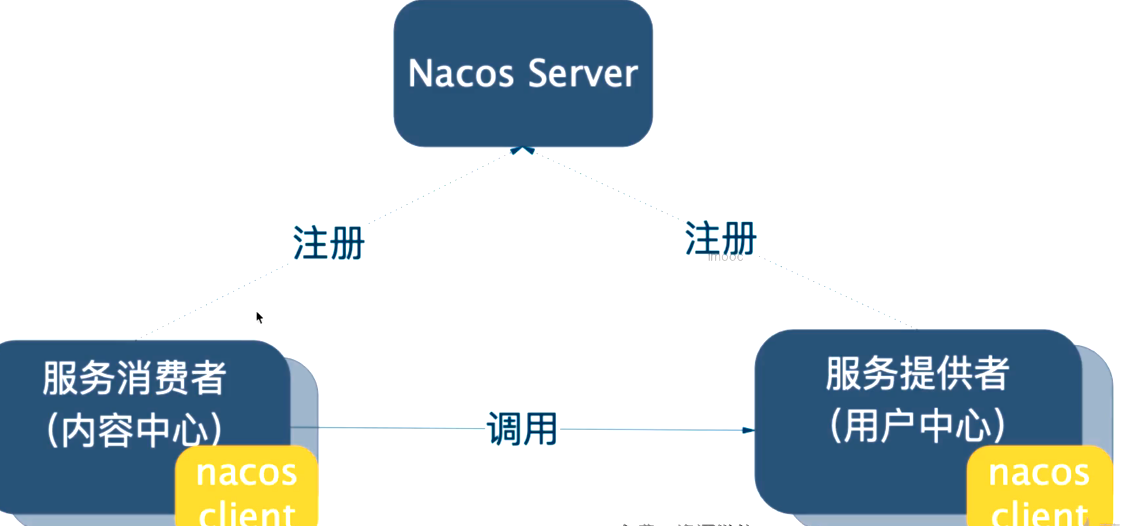 Nacos Server
注册
注册
imooc
服务消费者
(内容中心)
nacos
client
调用
服务提供者
(用户中心)
nacos
client